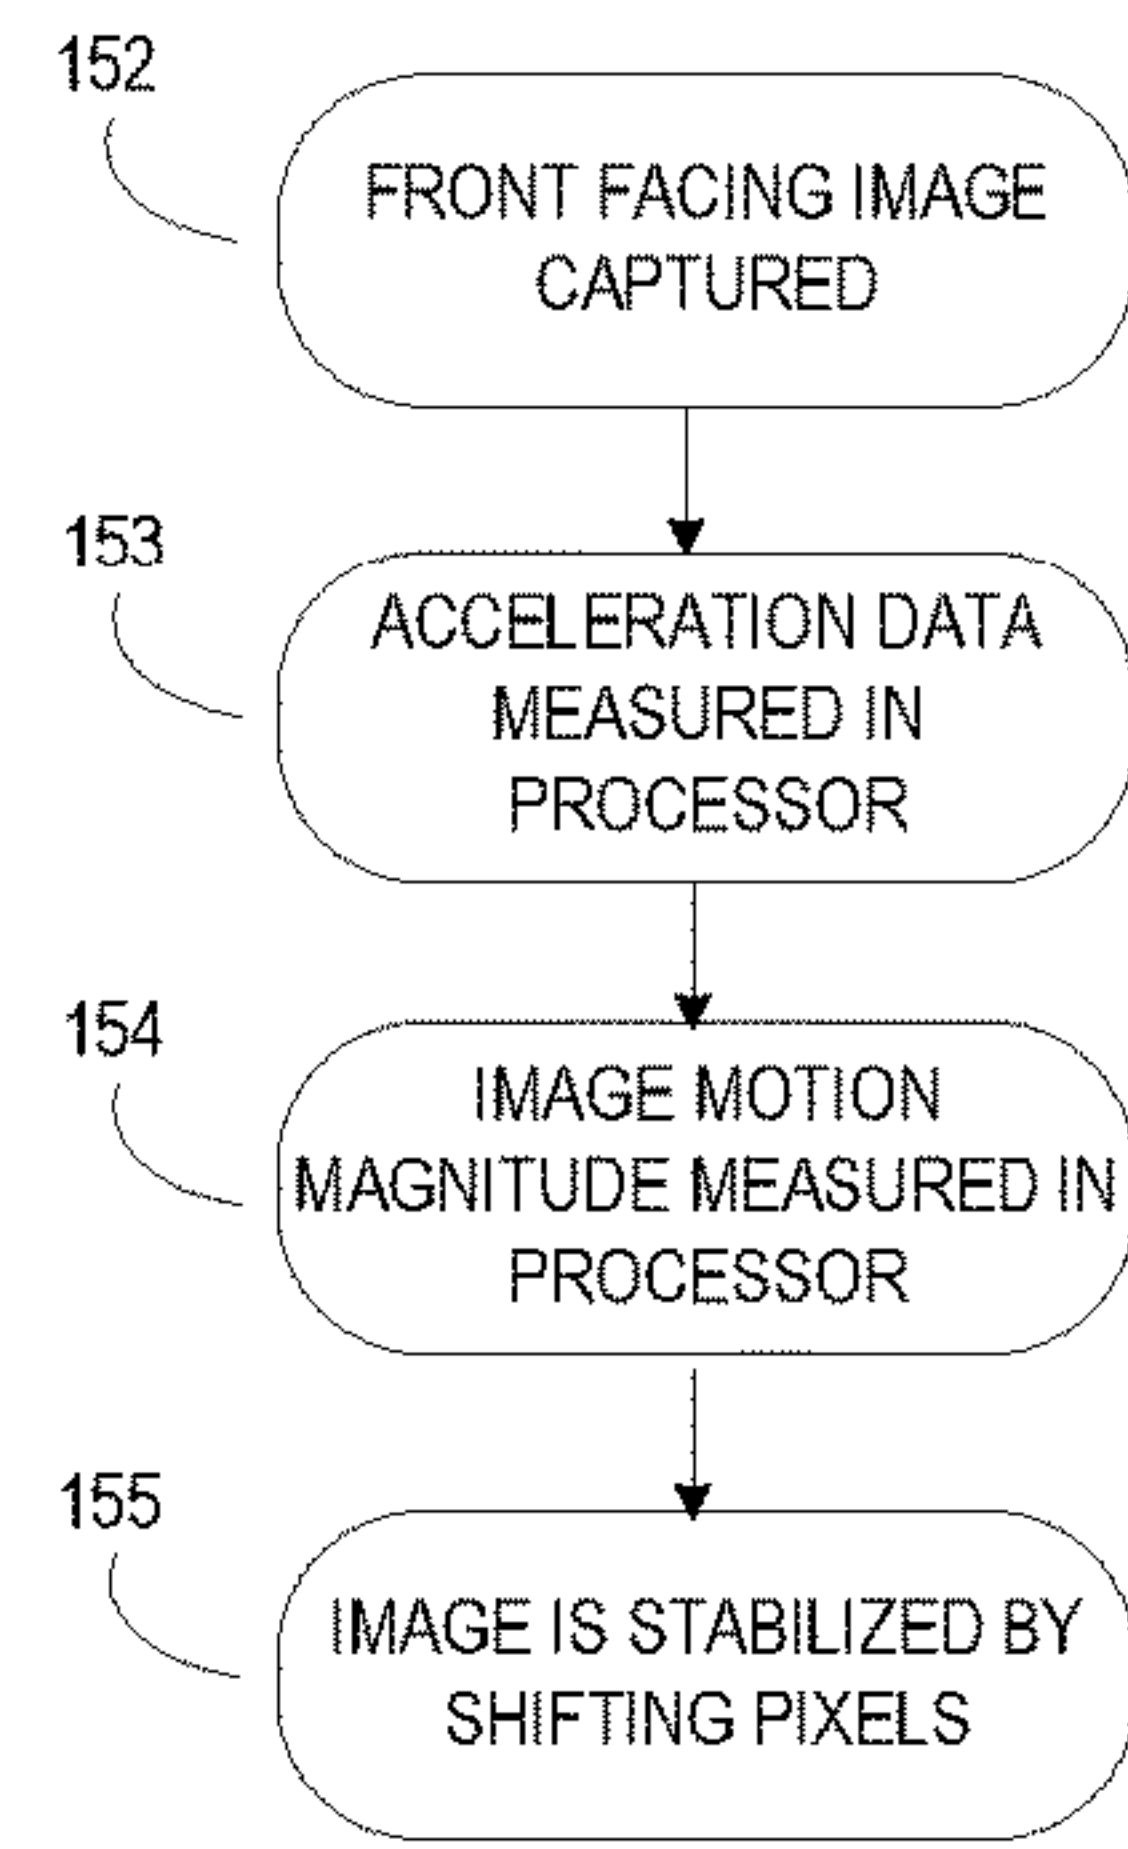 152
FRONT FACING IMAGE
CAPTURED
153
ACCELERATION DATA
MEASURED IN
PROCESSOR
154
IMAGE MOTION
MAGNITUDE MEASURED IN
PROCESSOR
155
IMAGE IS STABILIZED BY
SHIFTING PIXELS